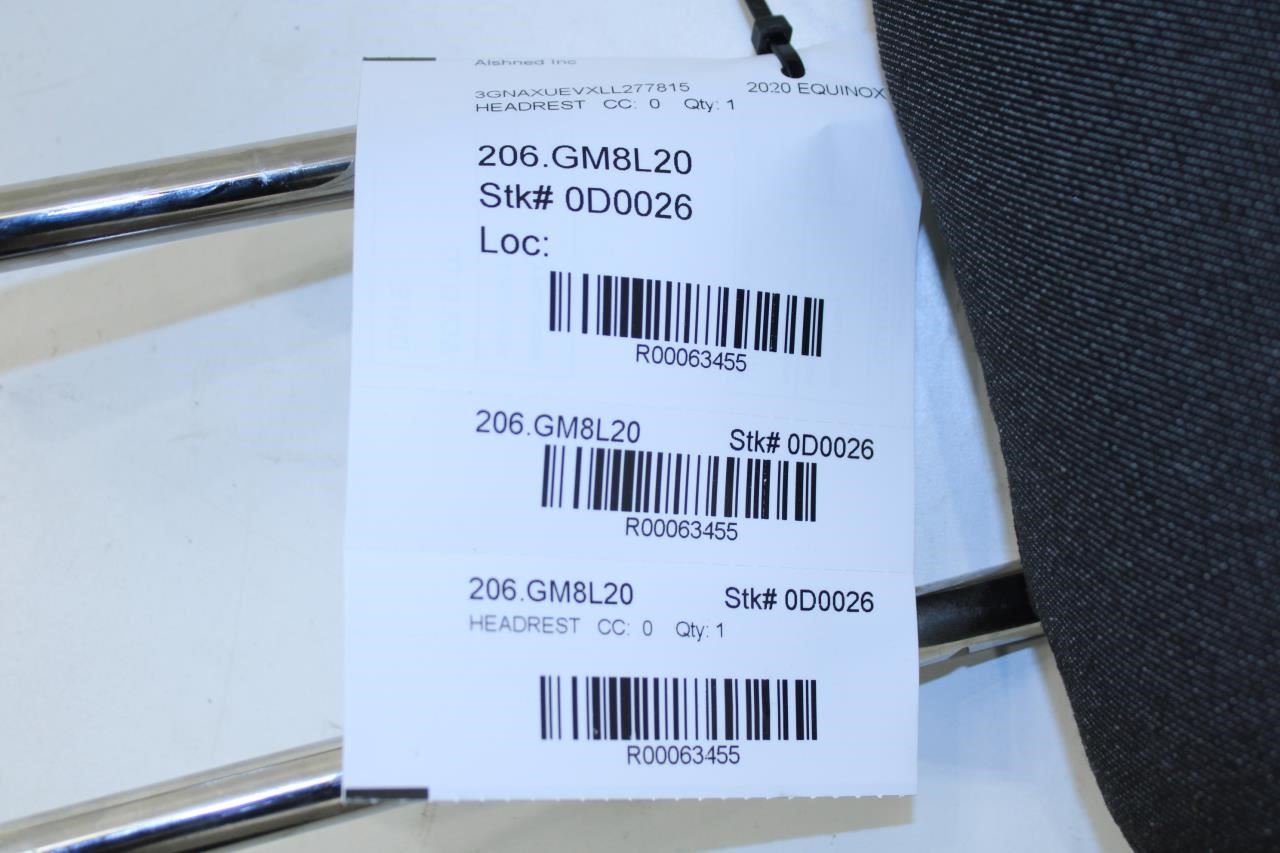 Alshned Inc
3GNAXUEVXLL277815 2020 EQUINOX
HEADREST CC: 0 Qty: 1
206.GM8L20
Stk# 0D0026
Loc:
R00063455
206.GM8L20 Stk# 0D0026
R00063455
206.GM8L20 Stk# 0D0026
HEADREST CC: 0 Qty: 1
R00063455